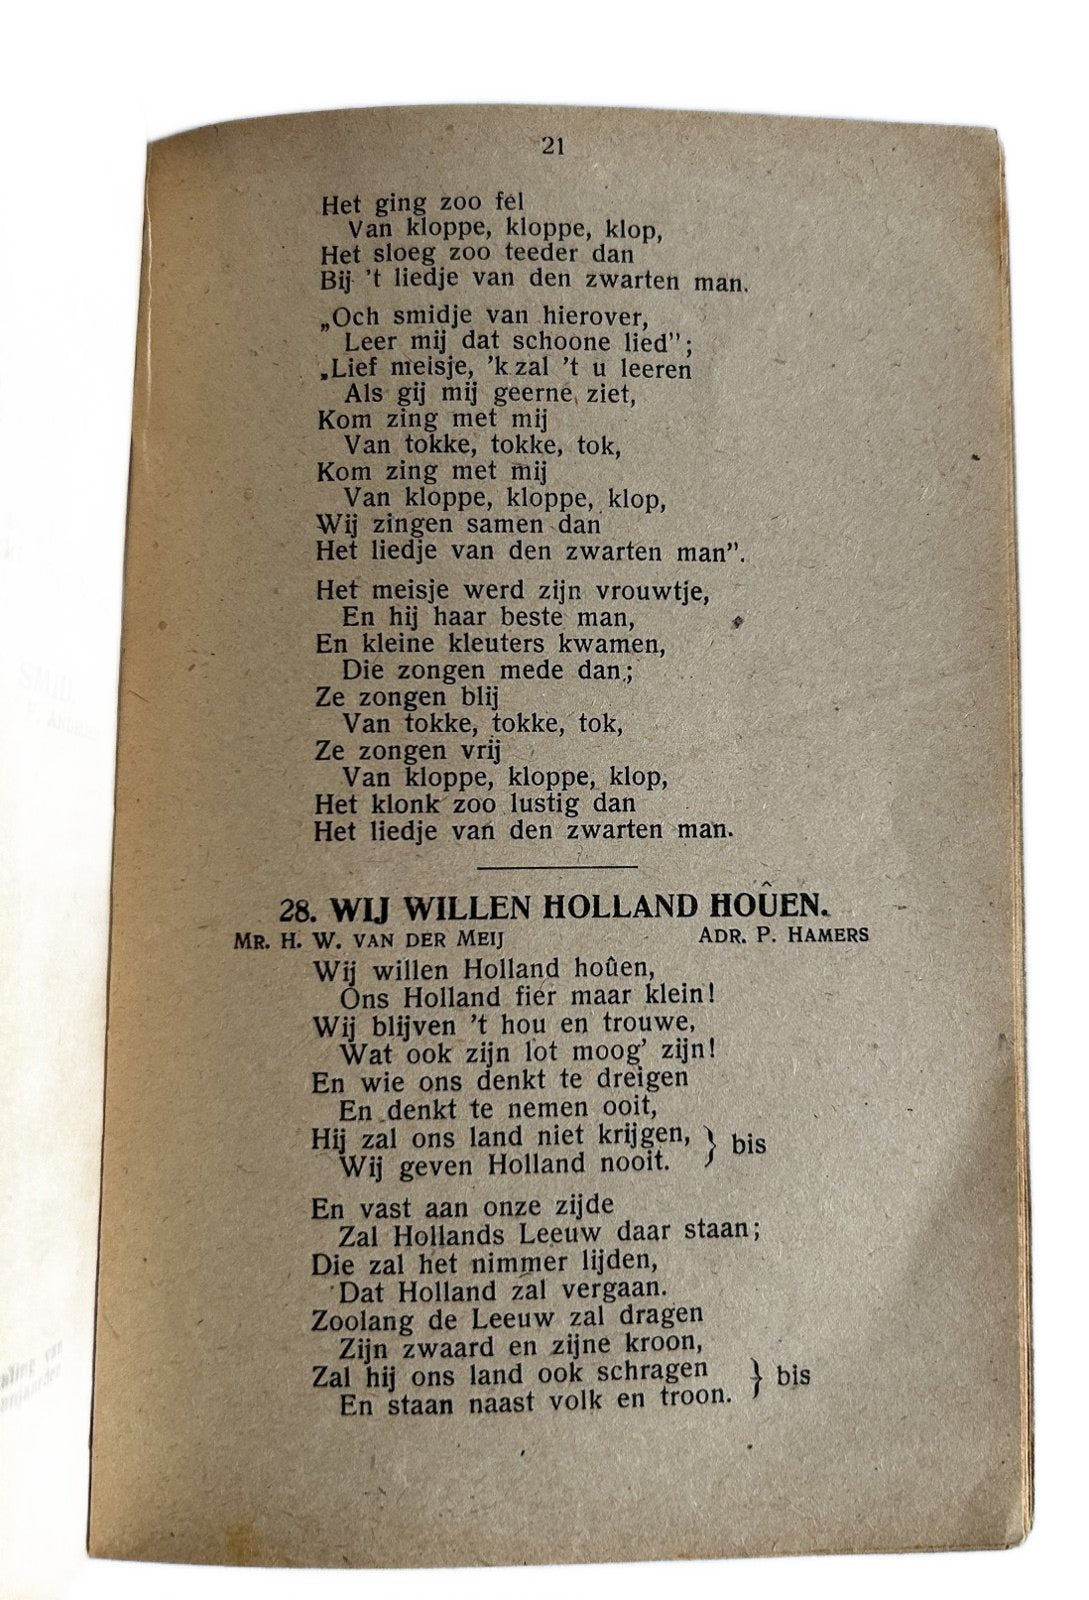 21
Het ging zoo fel
Van kloppe, kloppe, klop,
Het sloeg zoo teeder dan
Bij 't liedje van den zwarten man.
„Och smidje van hierover,
Leer mij dat schoone lied”;
„Lief meisje, 'k zal 't u leeren
Als gij mij geerne ziet,
Kom zing met mij
Van tokke, tokke, tok,
Kom zing met mij
Van kloppe, kloppe, klop,
Wij zingen samen dan
Het liedje van den zwarten man”.
Het meisje werd zijn vrouwtje,
En hij haar beste man,
En kleine kleuters kwamen,
Die zongen mede dan;
Ze zongen blij
Van tokke, tokke, tok,
Ze zongen vrij
Van kloppe, kloppe, klop,
Het klonk zoo lustig dan
Het liedje van den zwarten man.
28. WIJ WILLEN HOLLAND HOÛEN.
MR. H. W. VAN DER MEIJ ADR. P. HAMERS
Wij willen Holland hoûen,
Ons Holland fier maar klein!
Wij blijven 't hou en trouwe,
Wat ook zijn lot moog' zijn!
En wie ons denkt te dreigen
En denkt te nemen ooit,
Hij zal ons land niet krijgen,
Wij geven Holland nooit.
bis
En vast aan onze zijde
Zal Hollands Leeuw daar staan;
Die zal het nimmer lijden,
Dat Holland zal vergaan.
Zoolang de Leeuw zal dragen
Zijn zwaard en zijne kroon,
Zal hij ons land ook schragen
En staan naast volk en troon.
bis
SMID